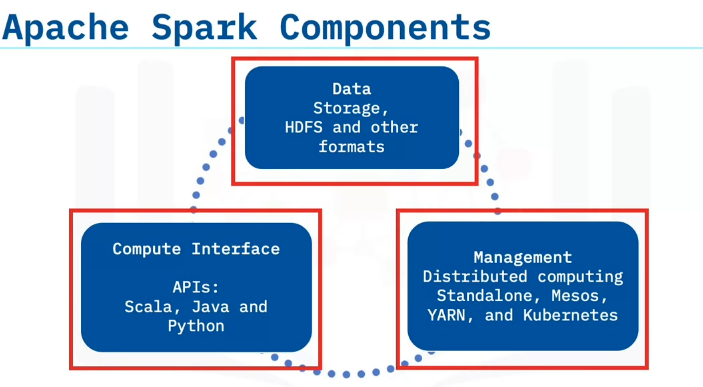 Apache Spark Components
Data
Storage,
HDFS and other
formats
Compute Interface
APIs:
Scala, Java and
Python
Management
Distributed computing
Standalone, Mesos,
YARN, and Kubernetes